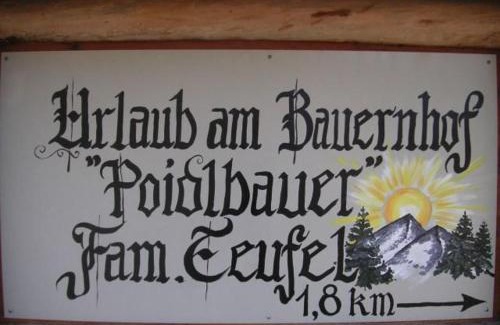 Urlaub am Bauernhof
"Poidlbauer"
Fam. Teufel
1,8 km